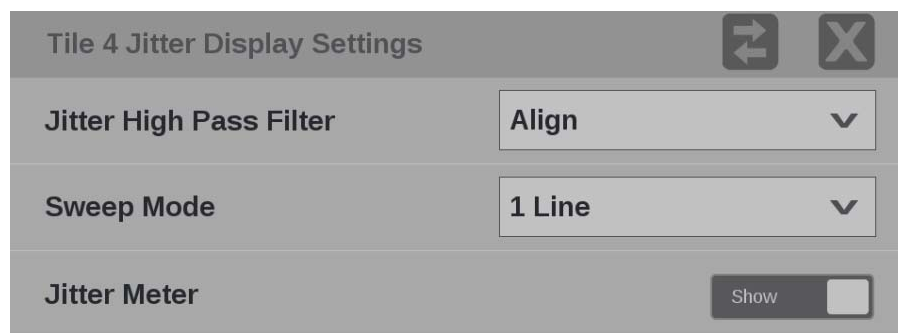 Tile 4 Jitter Display Settings
Jitter High Pass Filter Align
Sweep Mode 1 Line
Jitter Meter Show